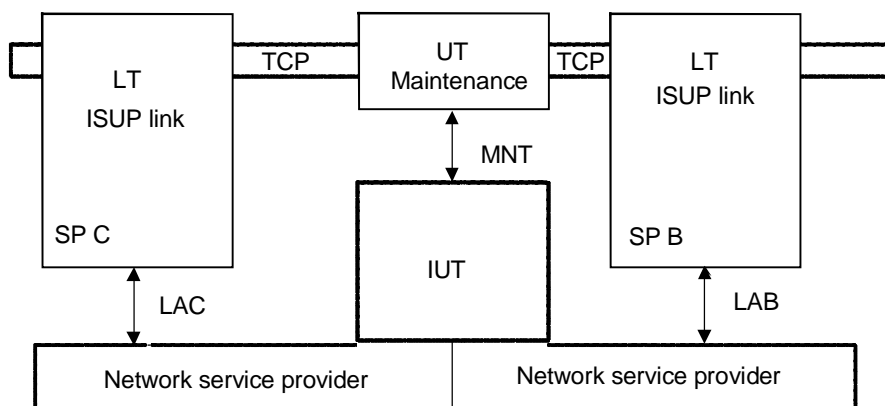 LT
ISUP link
SP C
TCP
UT
Maintenance
TCP
LT
ISUP link
SP B
MNT
IUT
LAC
LAB
Network service provider
Network service provider